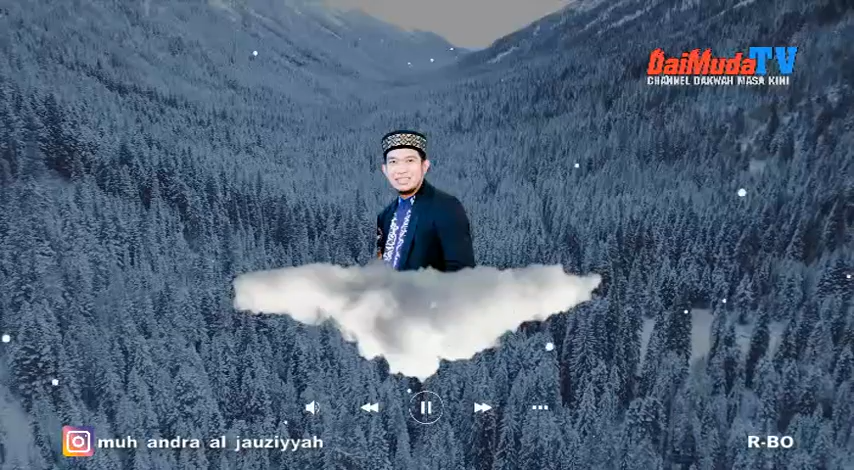 DaiMudaTV
CHANNEL DAKWAH MASA KINI
muh andra al jauziyyah
R-BO